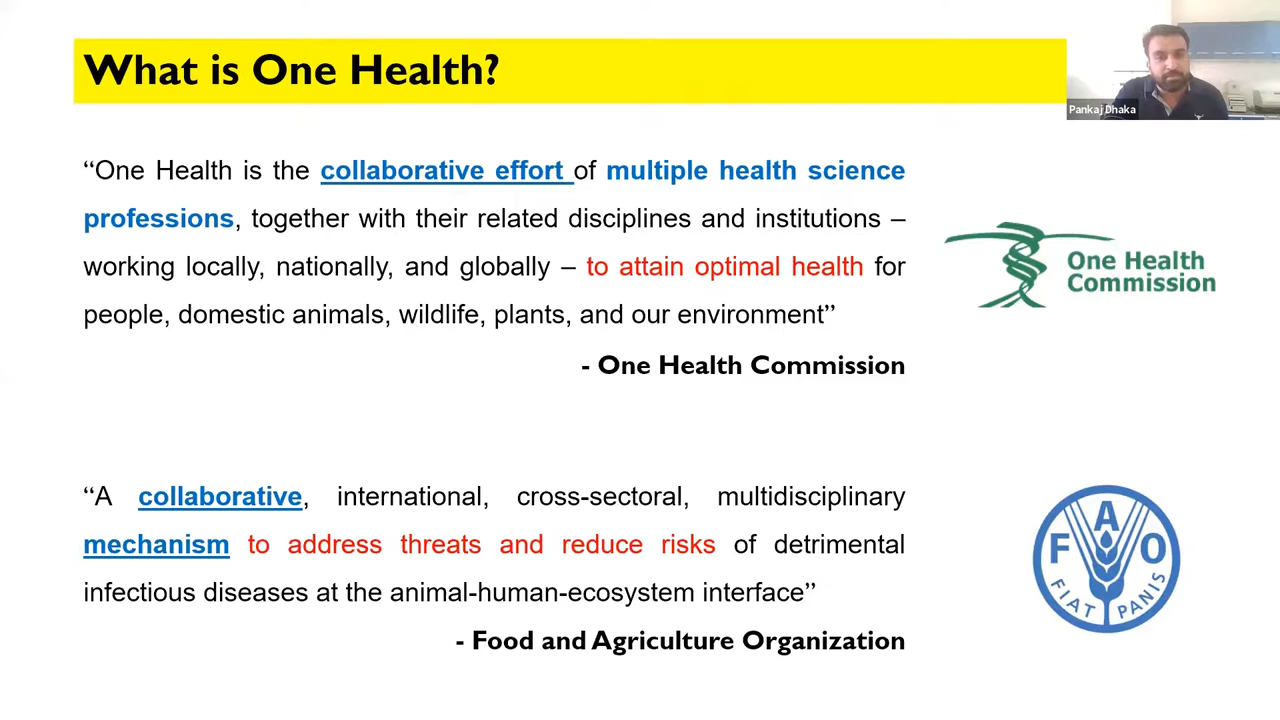 What is One Health?
Pankaj Dhaka
“One Health is the collaborative effort of multiple health science
professions, together with their related disciplines and institutions –
working locally, nationally, and globally – to attain optimal health for
people, domestic animals, wildlife, plants, and our environment”
- One Health Commission
One Health
Commission
“A collaborative, international, cross-sectoral, multidisciplinary
mechanism to address threats and reduce risks of detrimental
infectious diseases at the animal-human-ecosystem interface”
- Food and Agriculture Organization
F A O
FIAT PANIS